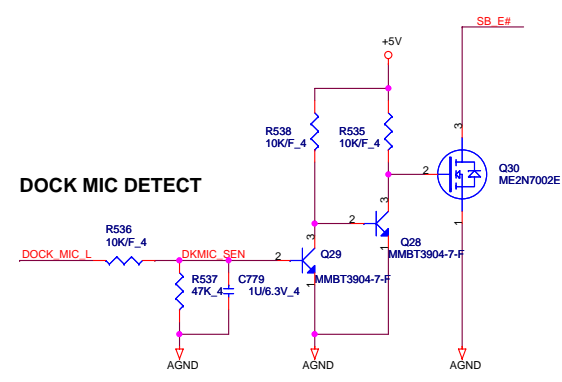 SB_E#
+5V
R538
10K/F_4
R535
10K/F_4
3
2
Q30
ME2N7002E
1
DOCK MIC DETECT
3
2
Q28
MMBT3904-7-F
1
R536
10K/F_4
DOCK_MIC_L
DKMIC_SEN
3
2
Q29
MMBT3904-7-F
1
R537
47K_4
C779
1U/6.3V_4
AGND
AGND
AGND